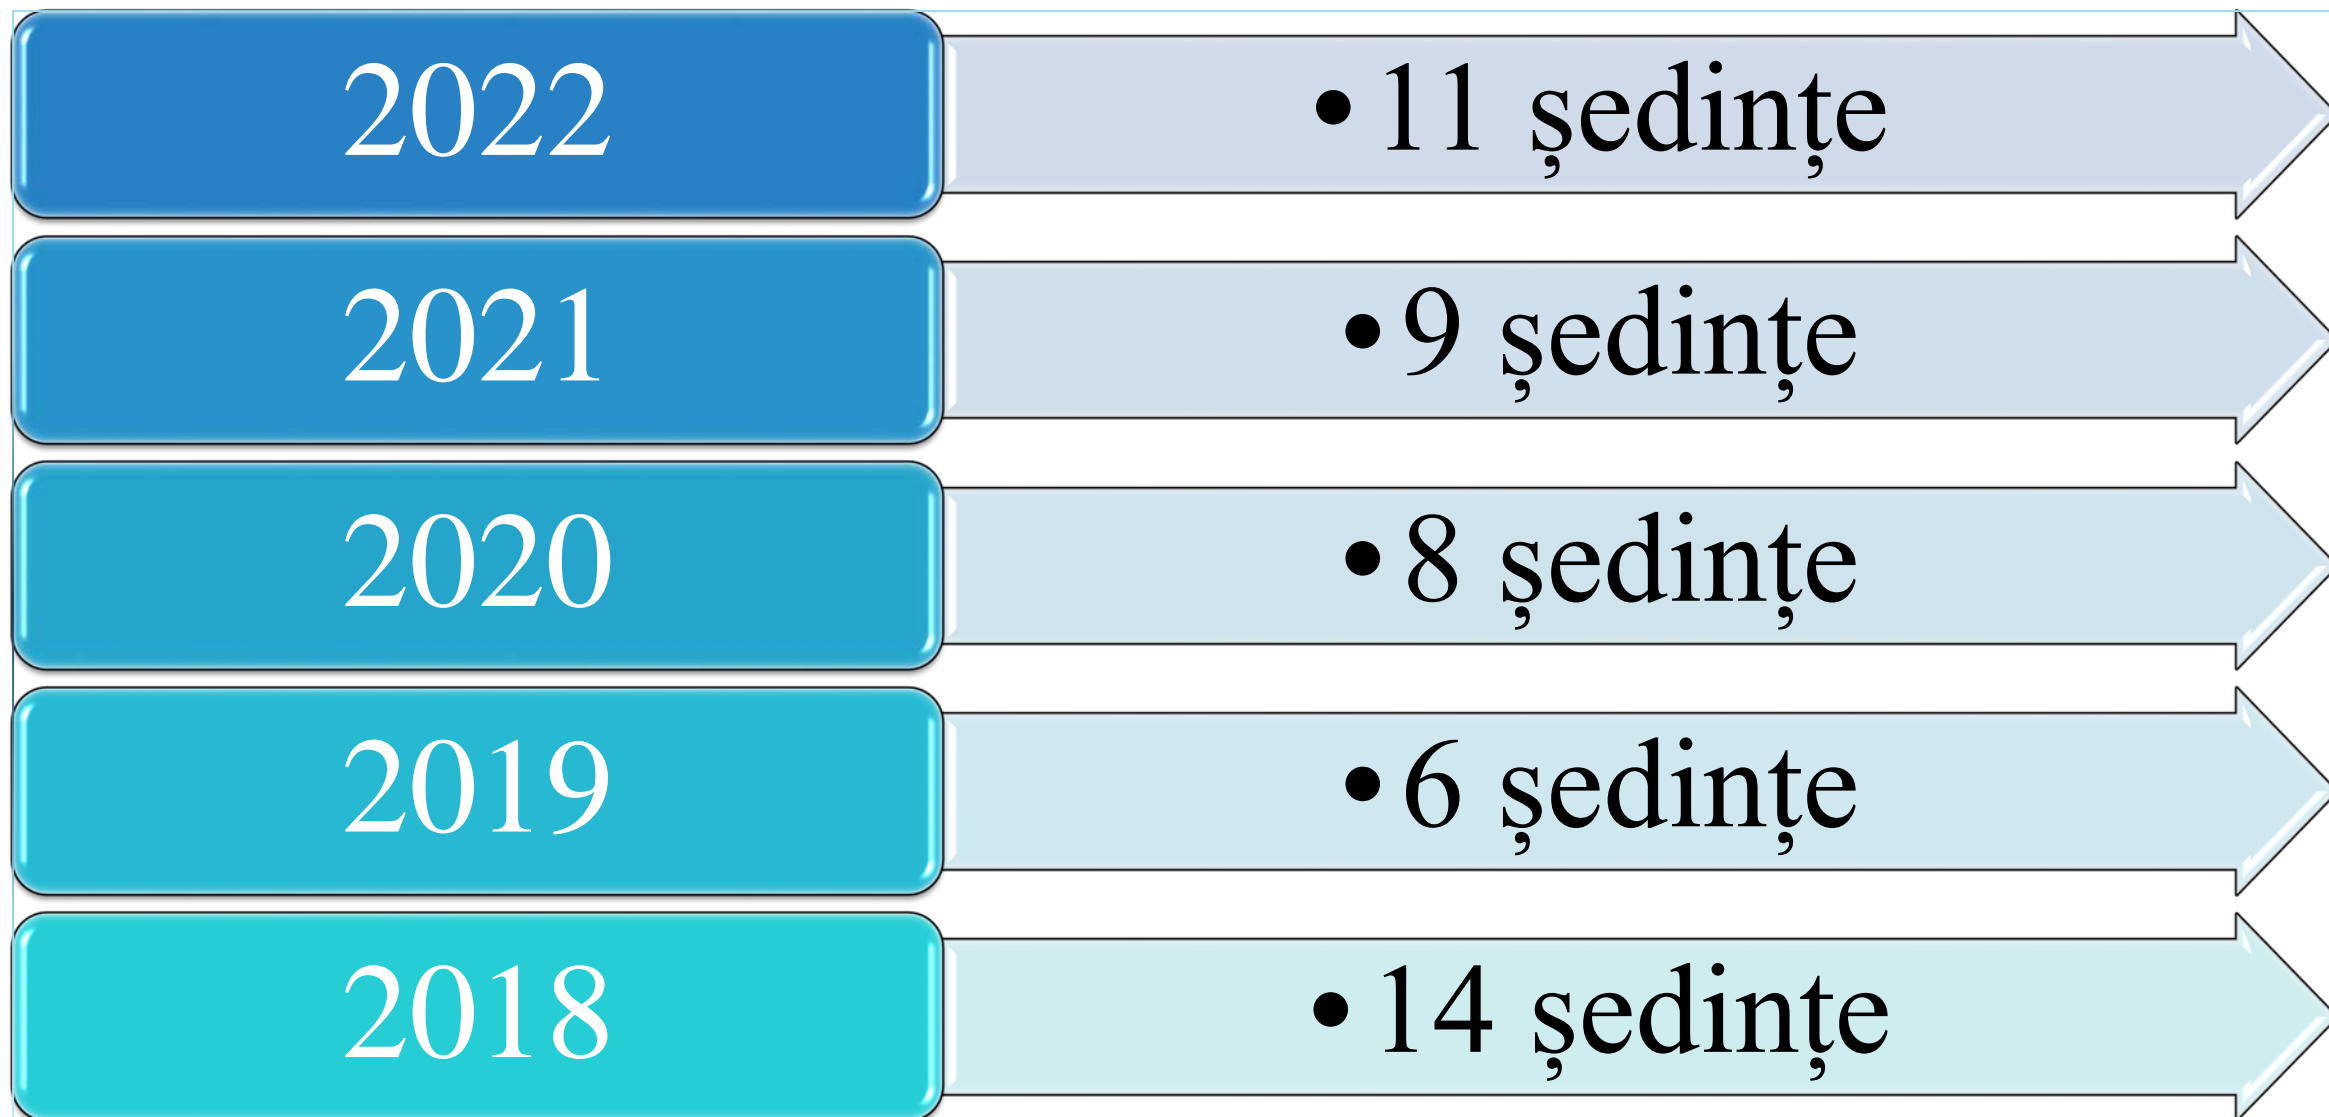 2022
• 11 ședințe
2021
• 9 ședințe
2020
• 8 ședințe
2019
• 6 ședințe
2018
• 14 ședințe